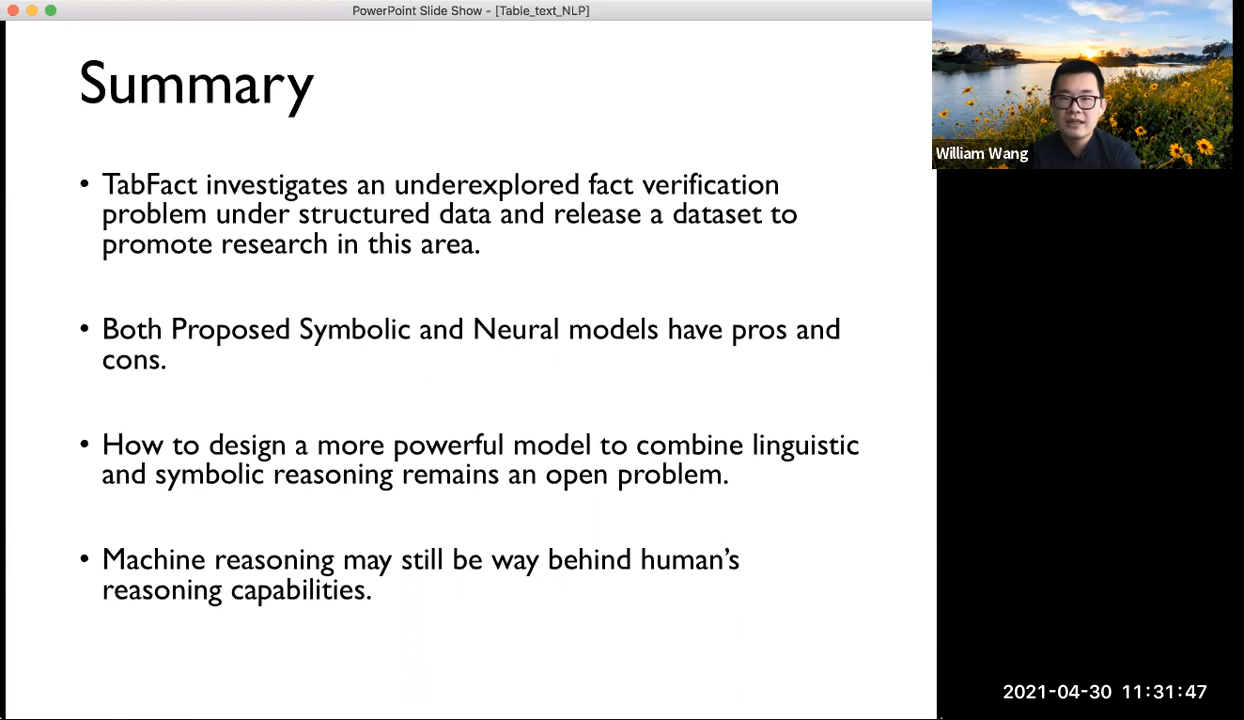 PowerPoint Slide Show - [Table_text_NLP]
Summary
• TabFact investigates an underexplored fact verification
problem under structured data and release a dataset to
promote research in this area.
• Both Proposed Symbolic and Neural models have pros and
cons.
• How to design a more powerful model to combine linguistic
and symbolic reasoning remains an open problem.
• Machine reasoning may still be way behind human’s
reasoning capabilities.
William Wang
2021-04-30 11:31:47